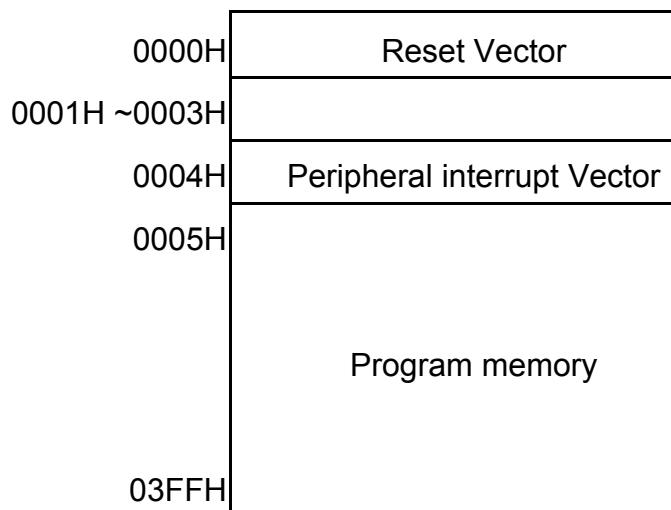 0000H Reset Vector
0001H ~0003H
0004H Peripheral interrupt Vector
0005H
Program memory
03FFH